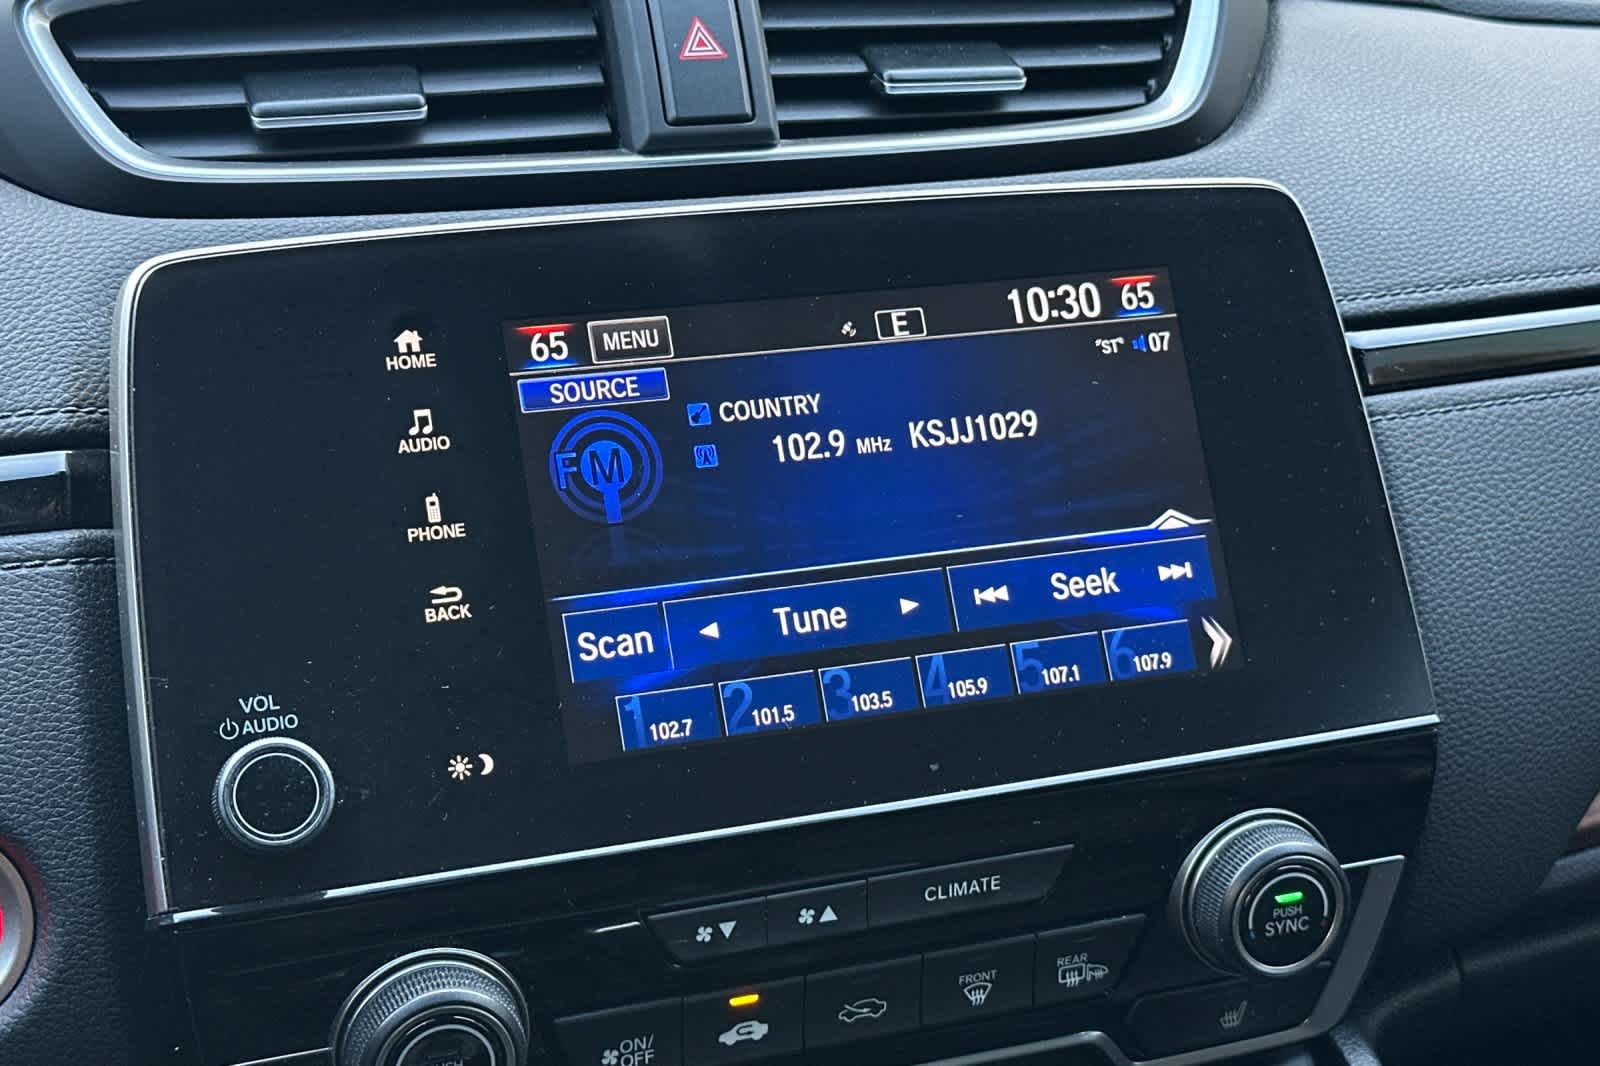 65 MENU E 10:30 65
SOURCE "ST" 07
COUNTRY
FM 102.9 MHz KSJJ1029
Scan Tune Seek
1 102.7 2 101.5 3 103.5 4 105.9 5 107.1 6 107.9
HOME
AUDIO
PHONE
BACK
VOL
AUDIO
CLIMATE
PUSH
SYNC
ON/
OFF
FRONT
REAR
PUSH